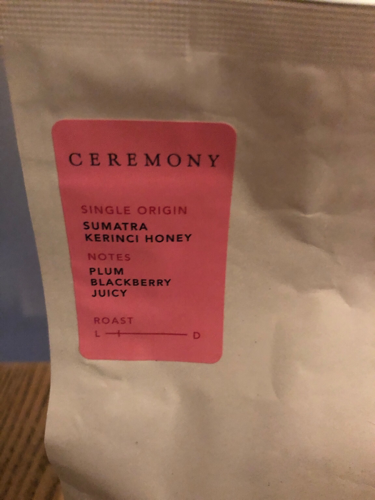 CEREMONY
SINGLE ORIGIN
SUMATRA
KERINCI HONEY
NOTES
PLUM
BLACKBERRY
JUICY
ROAST
L D